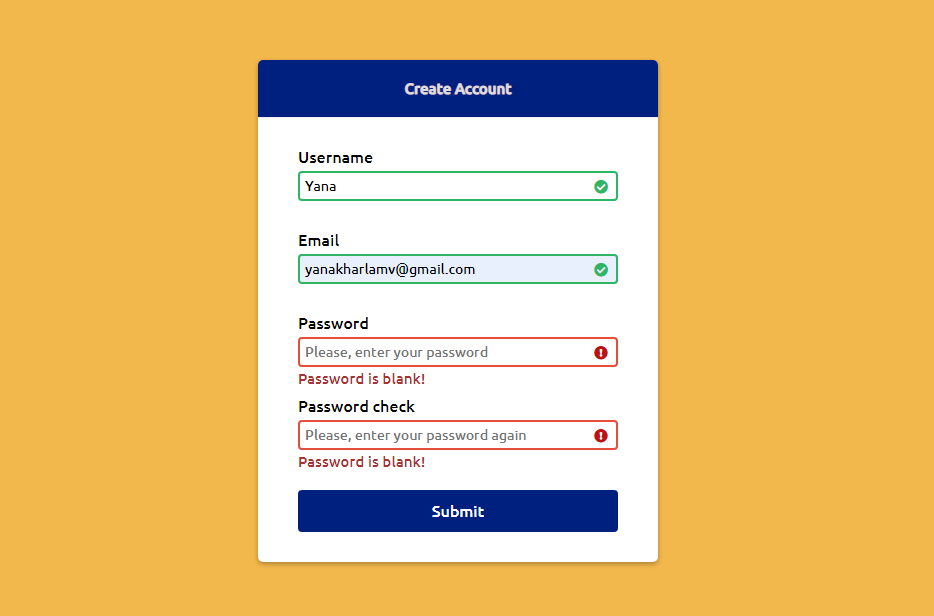 Create Account
Username
Yana
Email
yanakharlamv@gmail.com
Password
Please, enter your password
Password is blank!
Password check
Please, enter your password again
Password is blank!
Submit